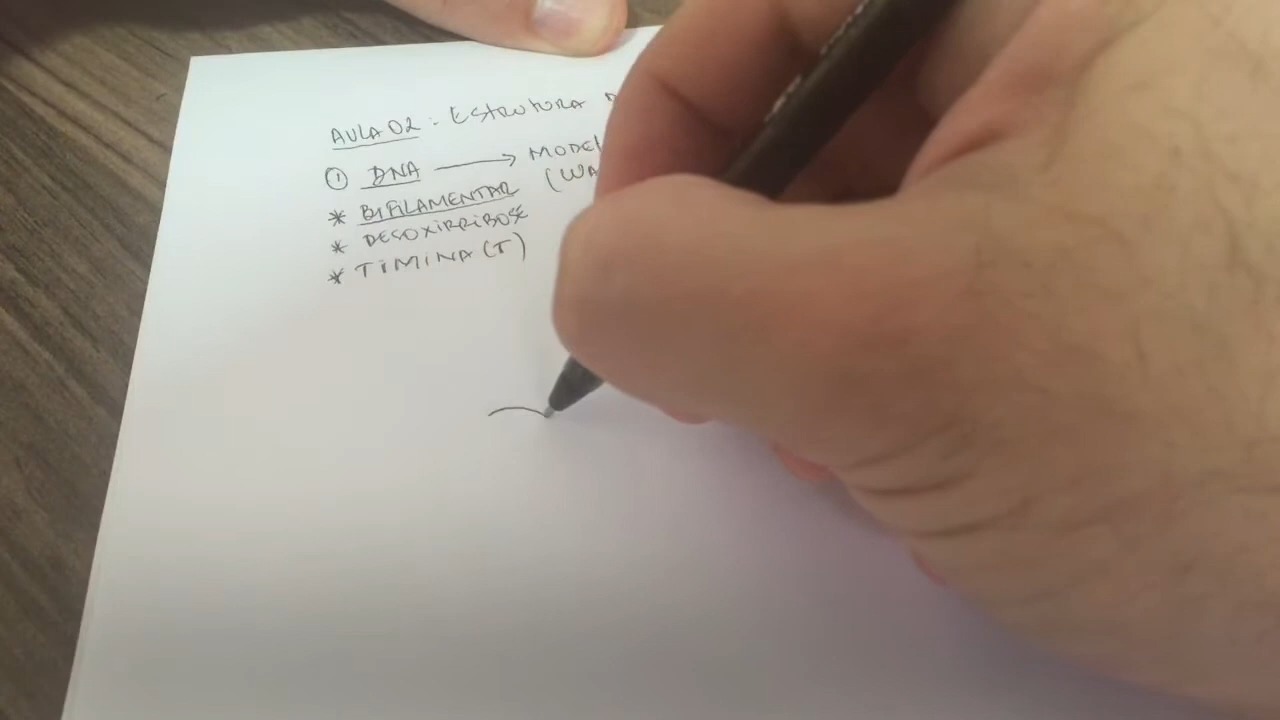 AULA 02: ESTRUTURA
① DNA → MODEL
* BIFILAMENTAR (WA
* DESOXIRRIBOSE
* TIMINA (T)